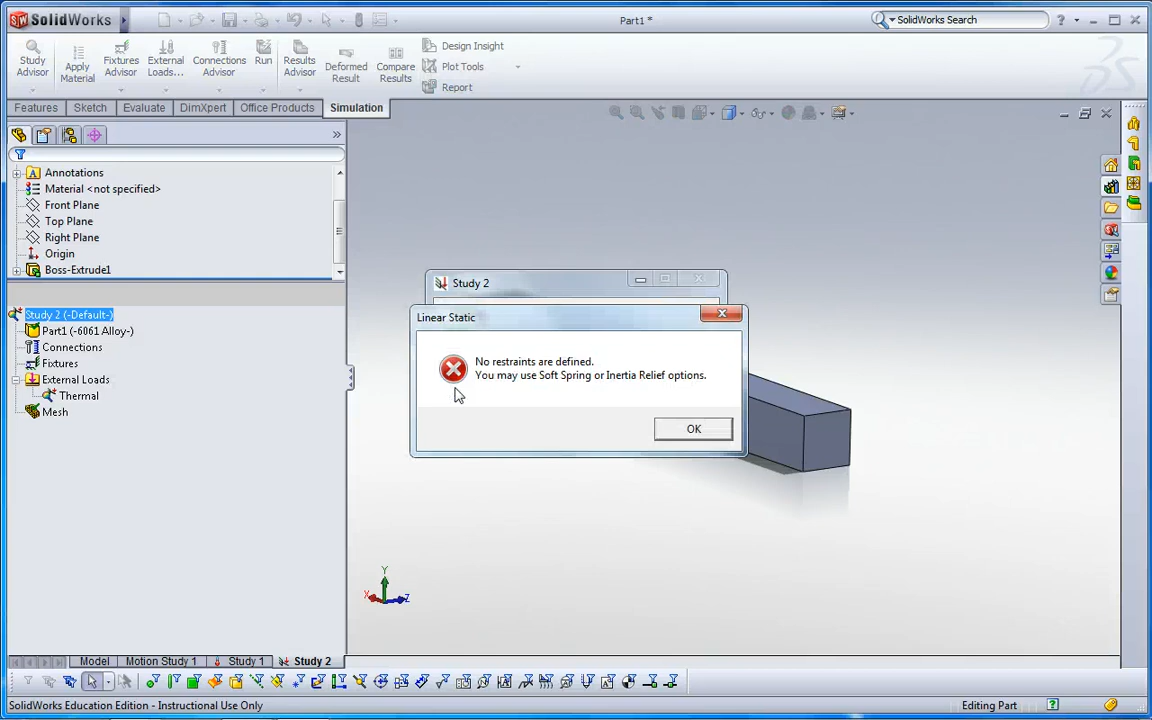 SolidWorks
Part1 *
SolidWorks Search
Study
Advisor
Apply
Material
Fixtures
Advisor
External
Loads...
Connections
Advisor
Run
Results
Advisor
Deformed
Result
Compare
Results
Design Insight
Plot Tools
Report
Features
Sketch
Evaluate
DimXpert
Office Products
Simulation
Annotations
Material <not specified>
Front Plane
Top Plane
Right Plane
Origin
Boss-Extrude1
Study 2 (-Default-)
Part1 (-6061 Alloy-)
Connections
Fixtures
External Loads
Thermal
Mesh
Study 2
Linear Static
No restraints are defined.
You may use Soft Spring or Inertia Relief options.
OK
Y
X
Z
Model
Motion Study 1
Study 1
Study 2
SolidWorks Education Edition - Instructional Use Only
Editing Part